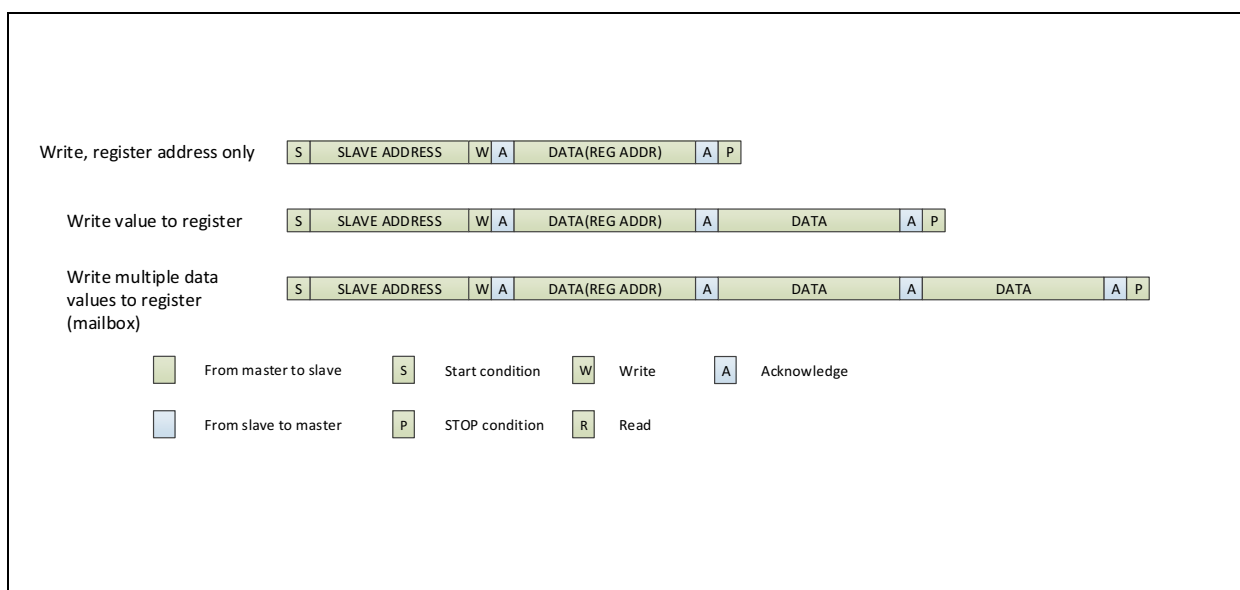 Write, register address only S SLAVE ADDRESS W A DATA(REG ADDR) A P
Write value to register S SLAVE ADDRESS W A DATA(REG ADDR) A DATA A P
Write multiple data
values to register
(mailbox)
S SLAVE ADDRESS W A DATA(REG ADDR) A DATA A DATA A P
From master to slave S Start condition W Write A Acknowledge
From slave to master P STOP condition R Read